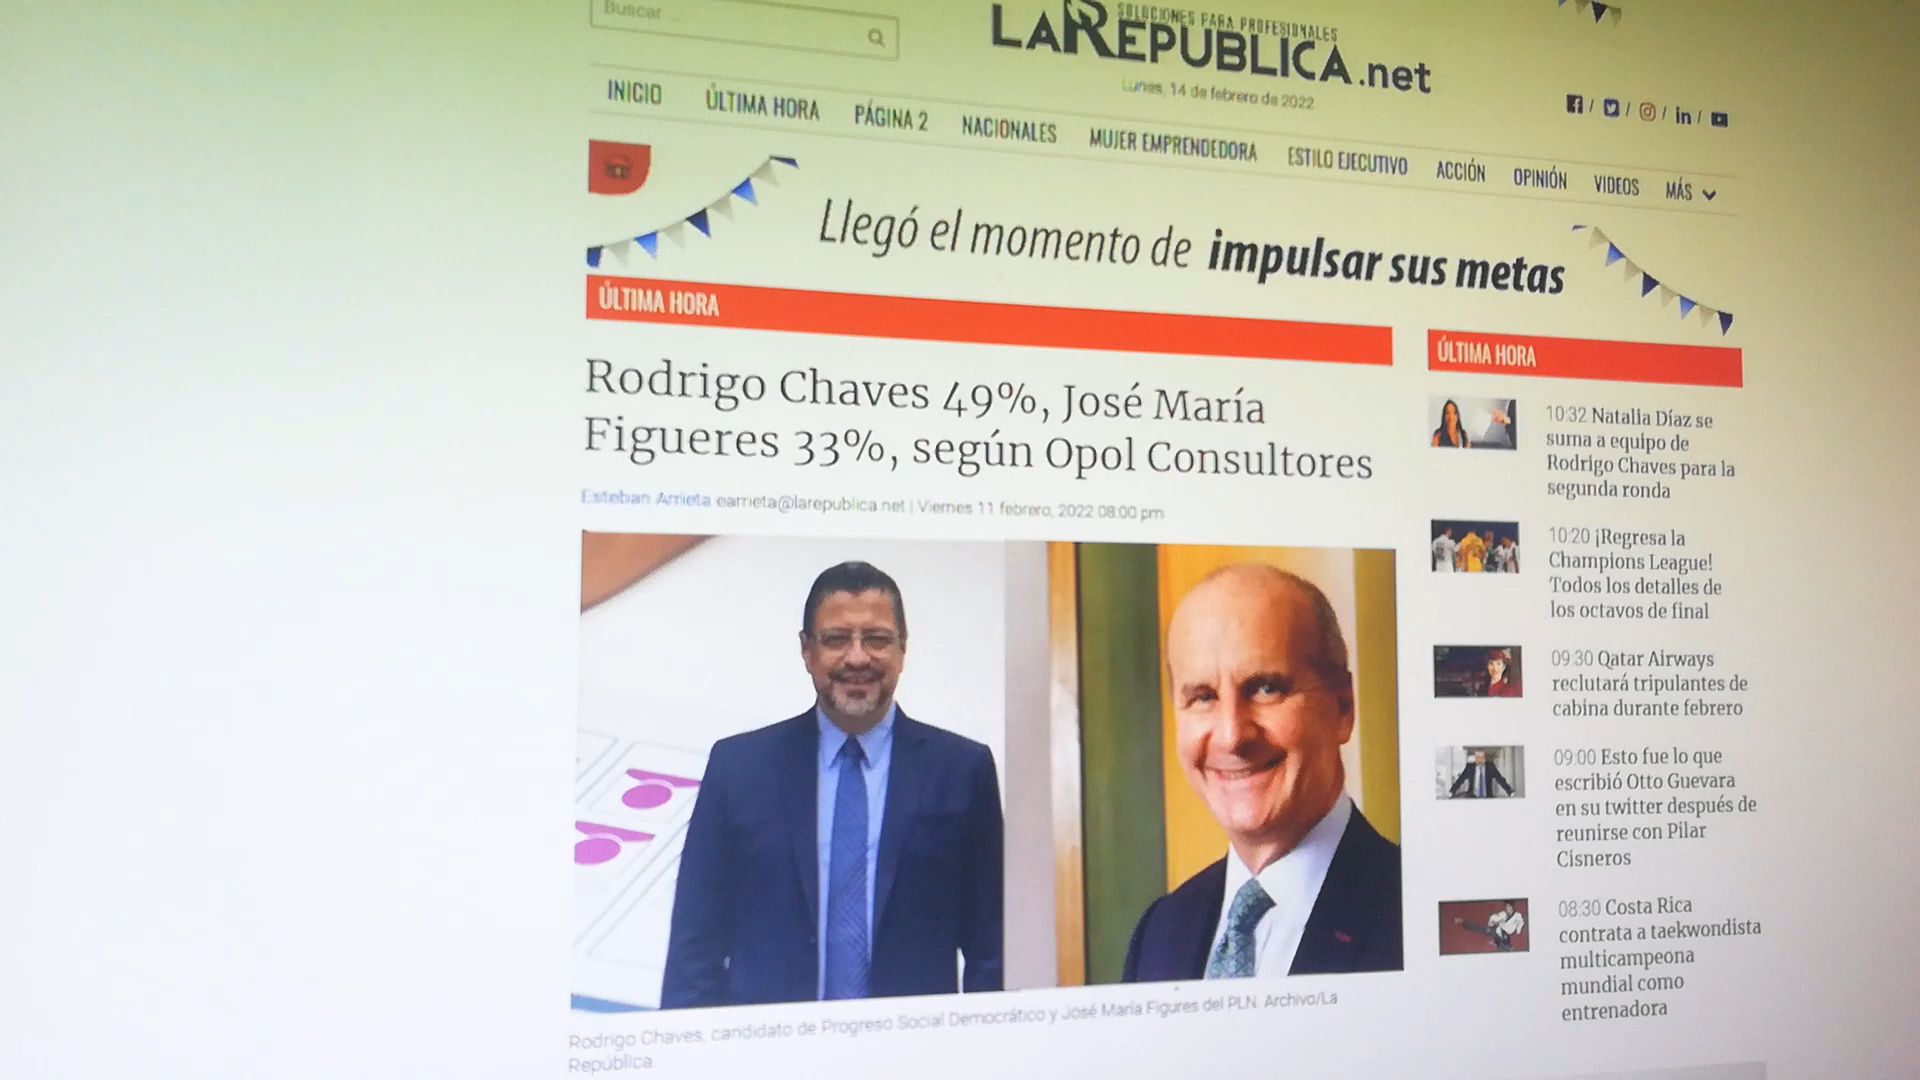 Buscar ...
SOLUCIONES PARA PROFESIONALES
LAREPUBLICA.net
Lunes, 14 de febrero de 2022
INICIO ÚLTIMA HORA PÁGINA 2 NACIONALES MUJER EMPRENDEDORA ESTILO EJECUTIVO ACCIÓN OPINIÓN VIDEOS MÁS
Llegó el momento de impulsar sus metas
ÚLTIMA HORA
Rodrigo Chaves 49%, José María
Figueres 33%, según Opol Consultores
Esteban Arrieta earrieta@larepublica.net | Viernes 11 febrero, 2022 08:00 pm
Rodrigo Chaves, candidato de Progreso Social Democrático y José María Figures del PLN. Archivo/La
República
ÚLTIMA HORA
10:32 Natalia Díaz se
suma a equipo de
Rodrigo Chaves para la
segunda ronda
10:20 ¡Regresa la
Champions League!
Todos los detalles de
los octavos de final
09:30 Qatar Airways
reclutará tripulantes de
cabina durante febrero
09:00 Esto fue lo que
escribió Otto Guevara
en su twitter después de
reunirse con Pilar
Cisneros
08:30 Costa Rica
contrata a taekwondista
multicampeona
mundial como
entrenadora